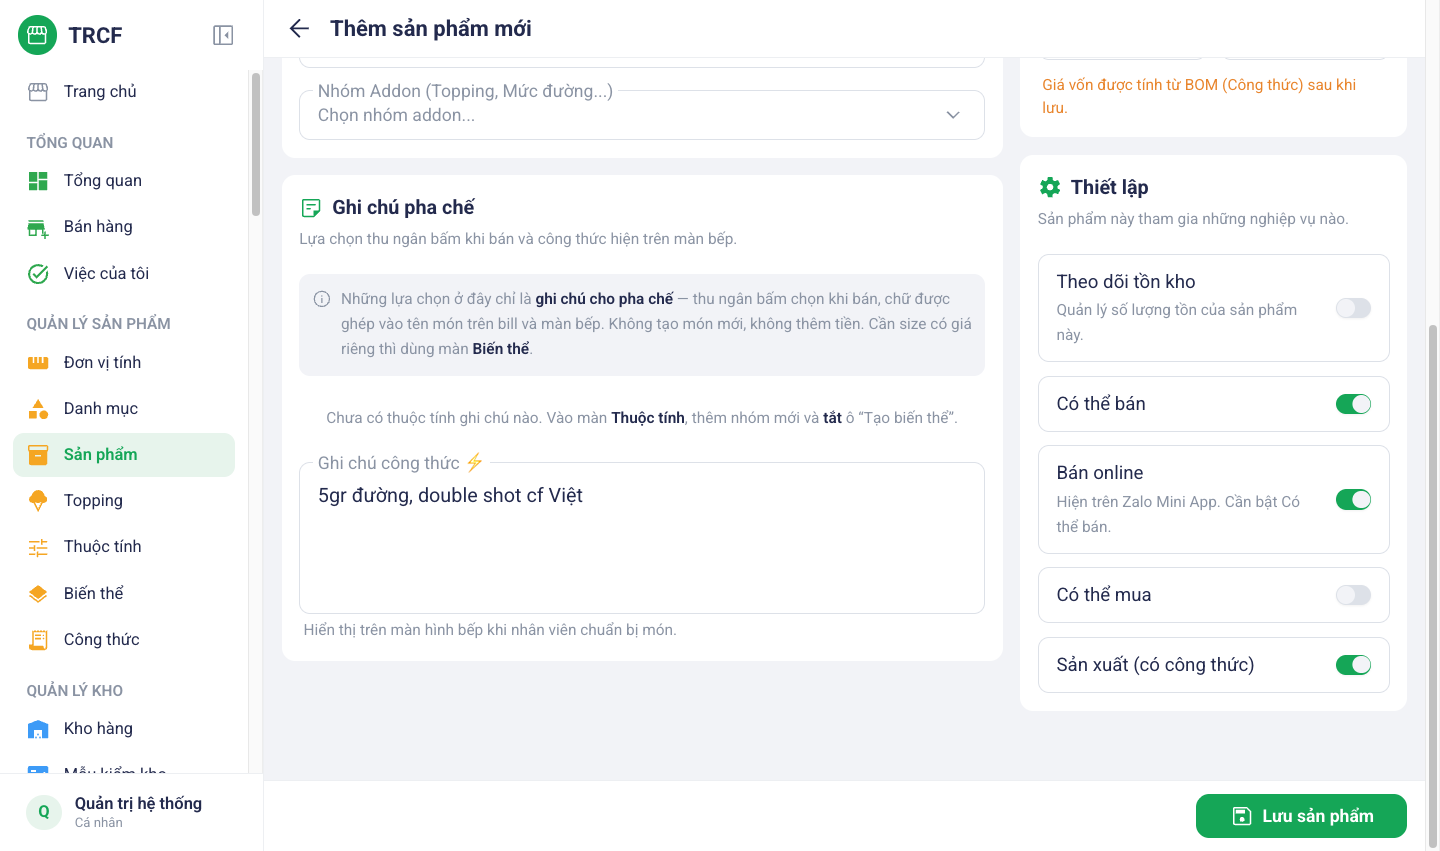 TRCF
Trang chủ
TỔNG QUAN
Tổng quan
Bán hàng
Việc của tôi
QUẢN LÝ SẢN PHẨM
Đơn vị tính
Danh mục
Sản phẩm
Topping
Thuộc tính
Biến thể
Công thức
QUẢN LÝ KHO
Kho hàng
Mẫu kiểm kho
Q
Quản trị hệ thống
Cá nhân
Thêm sản phẩm mới
Nhóm Addon (Topping, Mức đường...)
Chọn nhóm addon...
Ghi chú pha chế
Lựa chọn thu ngân bấm khi bán và công thức hiện trên màn bếp.
Những lựa chọn ở đây chỉ là ghi chú cho pha chế — thu ngân bấm chọn khi bán, chữ được
ghép vào tên món trên bill và màn bếp. Không tạo món mới, không thêm tiền. Cần size có giá
riêng thì dùng màn Biến thể.
Chưa có thuộc tính ghi chú nào. Vào màn Thuộc tính, thêm nhóm mới và tắt ô “Tạo biến thể”.
Ghi chú công thức ⚡
5gr đường, double shot cf Việt
Hiển thị trên màn hình bếp khi nhân viên chuẩn bị món.
Giá vốn được tính từ BOM (Công thức) sau khi
lưu.
Thiết lập
Sản phẩm này tham gia những nghiệp vụ nào.
Theo dõi tồn kho
Quản lý số lượng tồn của sản phẩm
này.
Có thể bán
Bán online
Hiện trên Zalo Mini App. Cần bật Có
thể bán.
Có thể mua
Sản xuất (có công thức)
Lưu sản phẩm